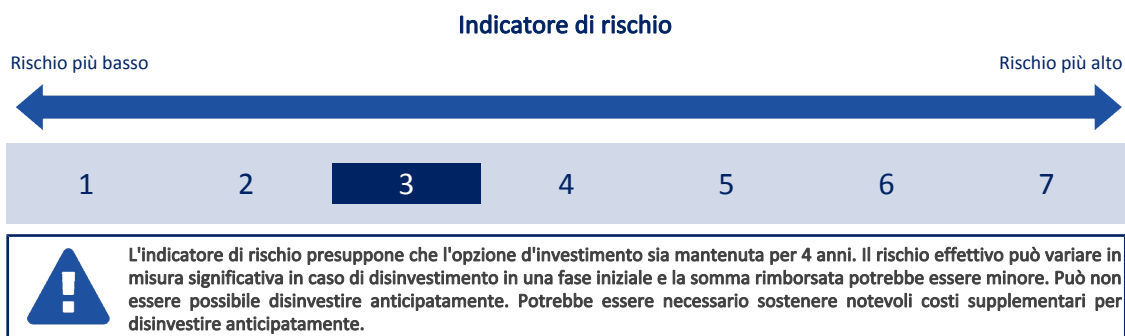 Indicatore di rischio
Rischio più basso Rischio più alto
1 2 3 4 5 6 7
L'indicatore di rischio presuppone che l'opzione d'investimento sia mantenuta per 4 anni. Il rischio effettivo può variare in
misura significativa in caso di disinvestimento in una fase iniziale e la somma rimborsata potrebbe essere minore. Può non
essere possibile disinvestire anticipatamente. Potrebbe essere necessario sostenere notevoli costi supplementari per
disinvestire anticipatamente.